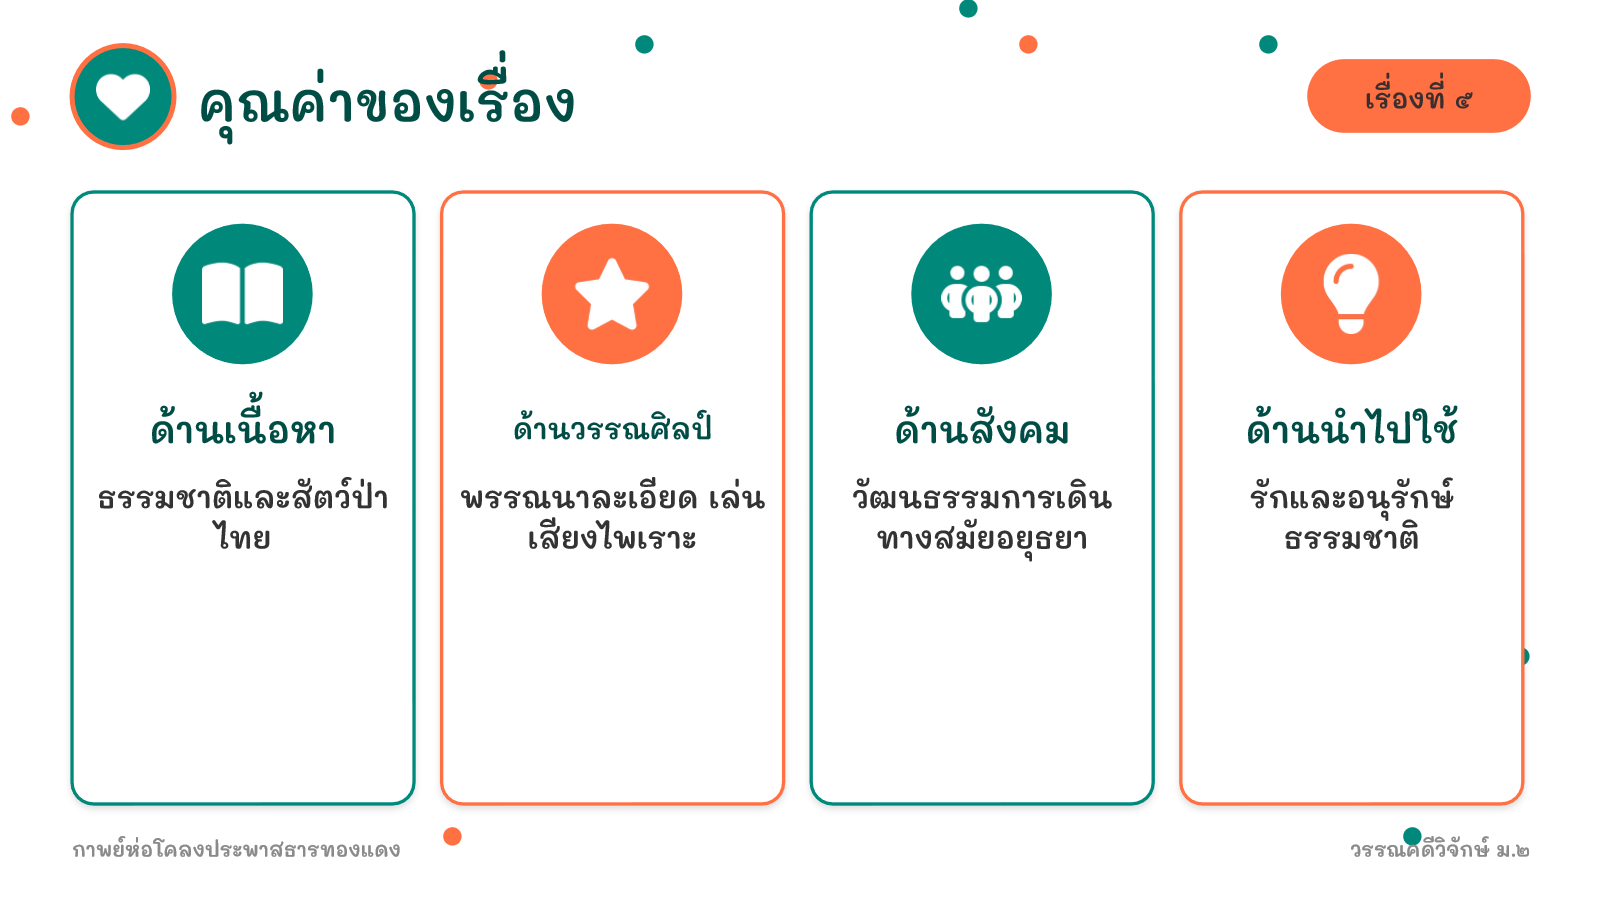 คุณค่าของเรื่อง
เรื่องที่ ๕
ด้านเนื้อหา
ธรรมชาติและสัตว์ป่า
ไทย
ด้านวรรณศิลป์
พรรณนาละเอียด เล่น
เสียงไพเราะ
ด้านสังคม
วัฒนธรรมการเดิน
ทางสมัยอยุธยา
ด้านนำไปใช้
รักและอนุรักษ์
ธรรมชาติ
กาพย์ห่อโคลงประพาสธารทองแดง
วรรณคดีวิจักษ์ ม.๒